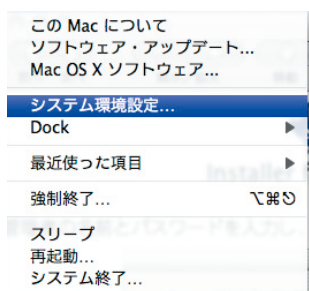 この Mac について
ソフトウェア・アップデート...
Mac OS X ソフトウェア...
システム環境設定...
Dock ▶
最近使った項目 ▶
強制終了... ⌥⌘⎋
スリープ
再起動...
システム終了...